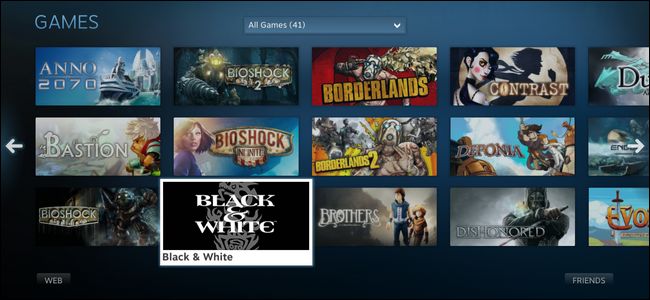 GAMES
All Games (41)
ANNO
2070
BIOSHOCK
2
BORDERLANDS
CONTRAST
Du
BASTION
BIOSHOCK
INFINITE
BORDERLANDS 2
DEPONIA
ENG
BIOSHOCK
BLACK
&
WHITE
BROTHERS
DISHONORED
EVO
Black & White
WEB
FRIENDS